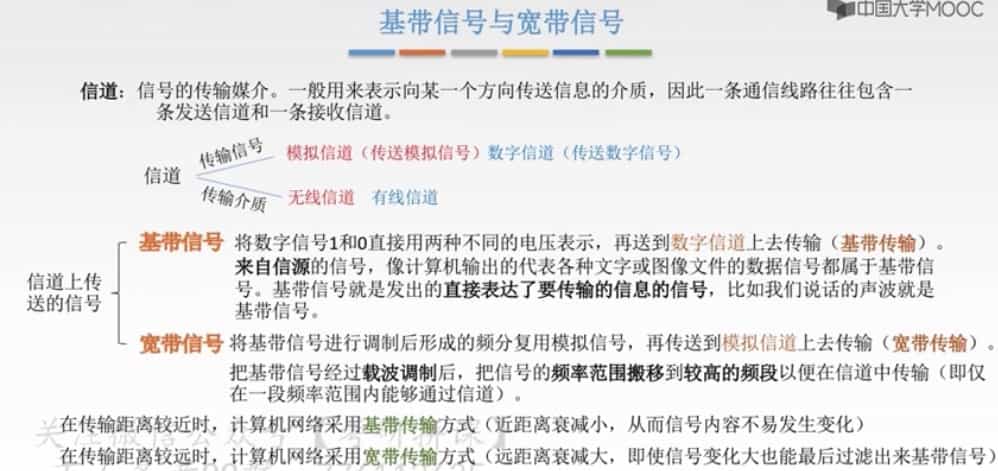 基带信号与宽带信号
中国大学MOOC
信道：信号的传输媒介。一般用来表示向某一个方向传送信息的介质，因此一条通信线路往往包含一
条发送信道和一条接收信道。
传输信号
模拟信道（传送模拟信号）数字信道（传送数字信号）
信道
传输介质
无线信道 有线信道
基带信号 将数字信号1和0直接用两种不同的电压表示，再送到数字信道上去传输（基带传输）。
来自信源的信号，像计算机输出的代表各种文字或图像文件的数据信号都属于基带信
号。基带信号就是发出的直接表达了要传输的信息的信号，比如我们说话的声波就是
基带信号。
信道上传
送的信号
宽带信号 将基带信号进行调制后形成的频分复用模拟信号，再传送到模拟信道上去传输（宽带传输）。
把基带信号经过载波调制后，把信号的频率范围搬移到较高的频段以便在信道中传输（即仅
在一段频率范围内能够通过信道）。
在传输距离较近时，计算机网络采用基带传输方式（近距离衰减小，从而信号内容不易发生变化）
在传输距离较远时，计算机网络采用宽带传输方式（远距离衰减大，即使信号变化大也能最后过滤出来基带信号）